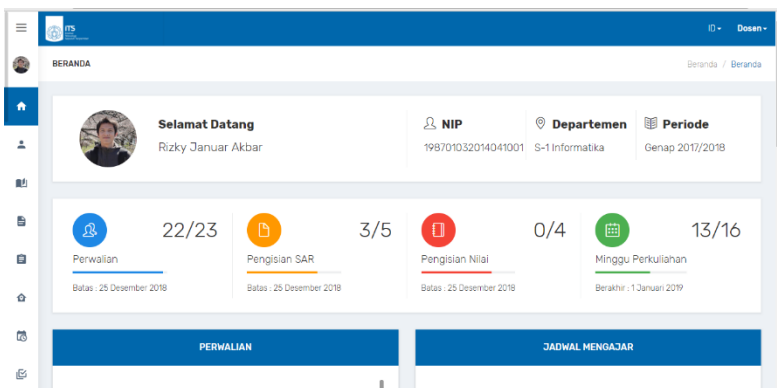 ITS
ID
Dosen
BERANDA
Beranda / Beranda
Selamat Datang
Rizky Januar Akbar
NIP
198701032014041001
Departemen
S-1 Informatika
Periode
Genap 2017/2018
22/23
Perwalian
Batas : 25 Desember 2018
3/5
Pengisian SAR
Batas : 25 Desember 2018
0/4
Pengisian Nilai
Batas : 25 Desember 2018
13/16
Minggu Perkuliahan
Berakhir : 1 Januari 2019
PERWALIAN
JADWAL MENGAJAR